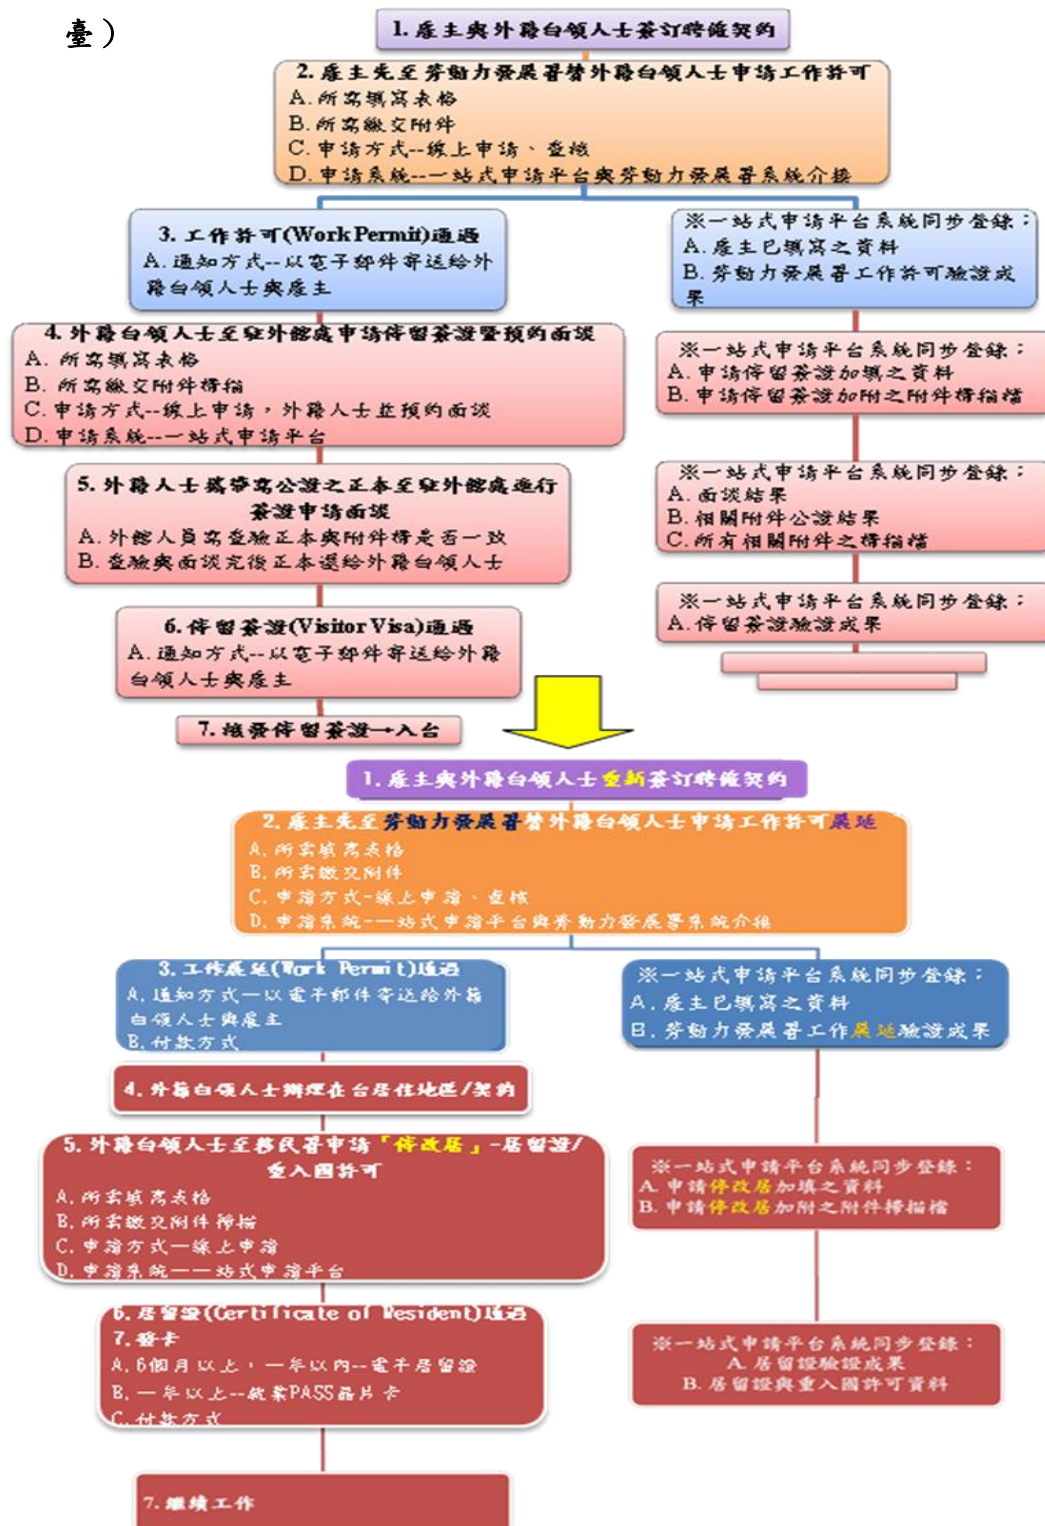 臺）
1. 雇主與外籍白領人士簽訂聘僱契約
2. 雇主先至勞動力發展署替外籍白領人士申請工作許可
A. 所需填寫表格
B. 所需繳交附件
C. 申請方式--線上申請、查核
D. 申請系統--一站式申請平台與勞動力發展署系統介接
3. 工作許可(Work Permit)通過
A. 通知方式--以電子郵件寄送給外
籍白領人士與雇主
※一站式申請平台系統同步登錄：
A. 雇主已填寫之資料
B. 勞動力發展署工作許可驗證成
果
4. 外籍白領人士至駐外館處申請停留簽證暨預約面談
A. 所需填寫表格
B. 所需繳交附件掃描
C. 申請方式--線上申請，外籍人士並預約面談
D. 申請系統--一站式申請平台
※一站式申請平台系統同步登錄：
A. 申請停留簽證加填之資料
B. 申請停留簽證加附之附件掃描檔
5. 外籍人士攜帶需公證之正本至駐外館處進行
簽證申請面談
A. 外館人員需查驗正本與附件檔是否一致
B. 查驗與面談完後正本還給外籍白領人士
※一站式申請平台系統同步登錄：
A. 面談結果
B. 相關附件公證結果
C. 所有相關附件之掃描檔
6. 停留簽證(Visitor Visa)通過
A. 通知方式--以電子郵件寄送給外籍
白領人士與雇主
※一站式申請平台系統同步登錄：
A. 停留簽證驗證成果
7. 核發停留簽證→入台
1. 雇主與外籍白領人士重新簽訂聘僱契約
2. 雇主先至勞動力發展署替外籍白領人士申請工作許可展延
A. 所需填寫表格
B. 所需繳交附件
C. 申請方式-線上申請、查核
D. 申請系統-一站式申請平台與勞動力發展署系統介接
3. 工作展延(Work Permit)通過
A. 通知方式—以電子郵件寄送給外籍
白領人士與雇主
B. 付款方式
※一站式申請平台系統同步登錄：
A. 雇主已填寫之資料
B. 勞動力發展署工作展延驗證成果
4. 外籍白領人士辦理在台居住地區/契約
5. 外籍白領人士至移民署申請「停改居」-居留證/
重入國許可
A. 所需填寫表格
B. 所需繳交附件掃描
C. 申請方式—線上申請
D. 申請系統—一站式申請平台
※一站式申請平台系統同步登錄：
A. 申請停改居加填之資料
B. 申請停改居加附之附件掃描檔
6. 居留證(Certificate of Resident)通過
7. 發卡
A. 6個月以上，一年以內--電子居留證
B. 一年以上--就業PASS晶片卡
C. 付款方式
※一站式申請平台系統同步登錄：
A. 居留證驗證成果
B. 居留證與重入國許可資料
7. 繼續工作